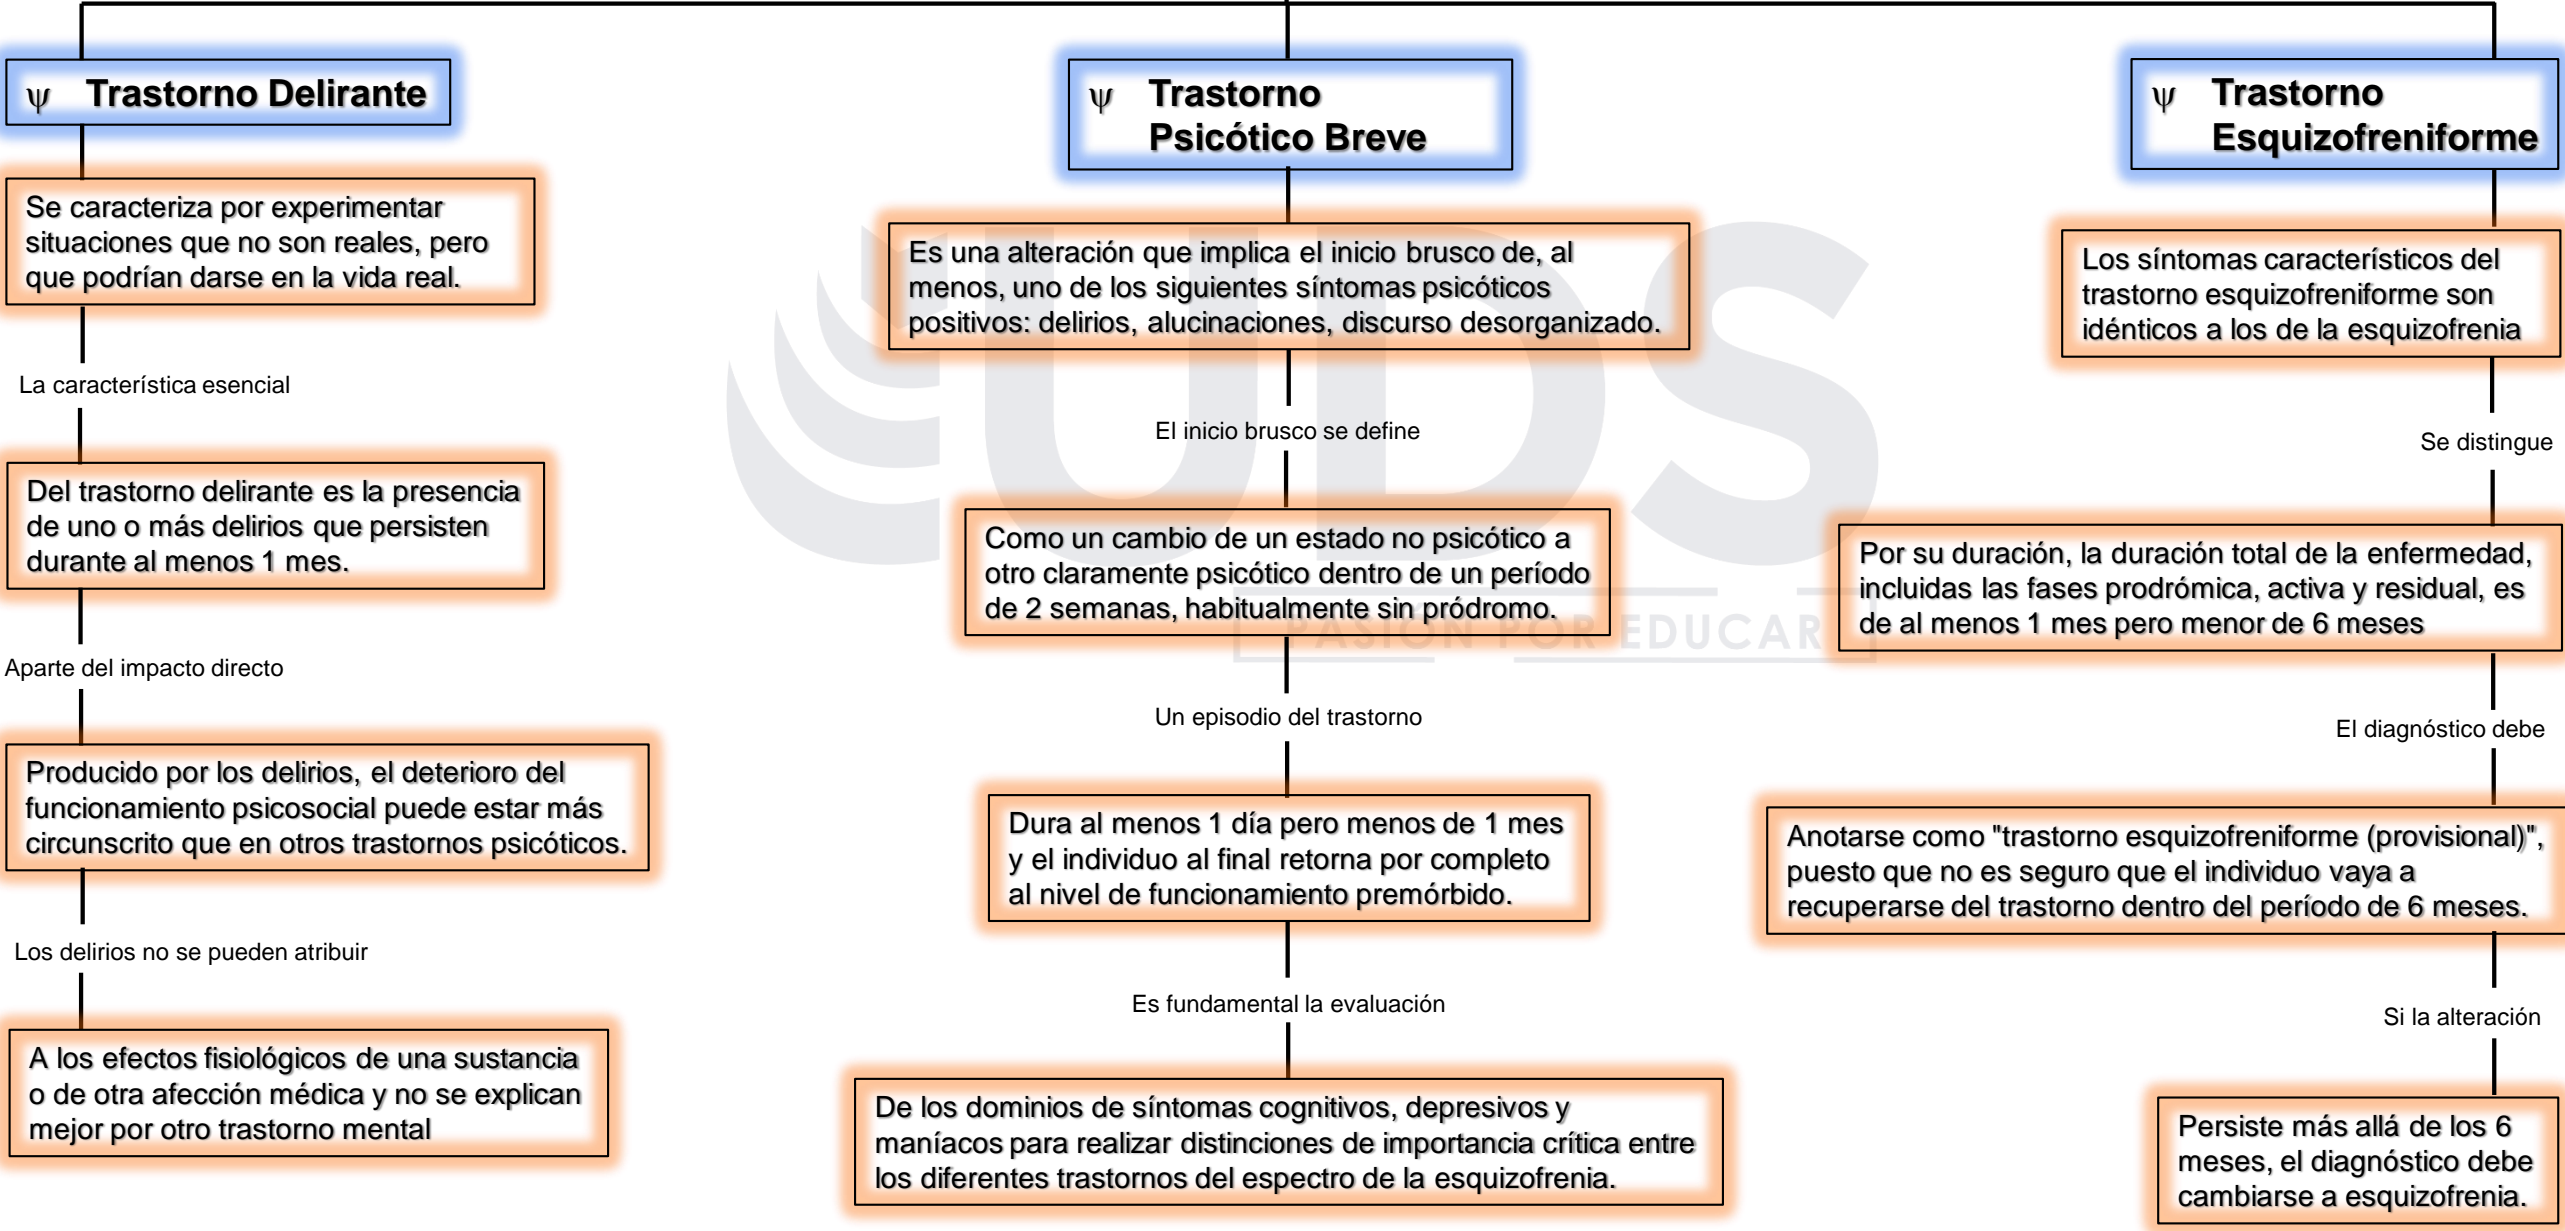 ψ Trastorno Delirante
Se caracteriza por experimentar
situaciones que no son reales, pero
que podrían darse en la vida real.
La característica esencial
Del trastorno delirante es la presencia
de uno o más delirios que persisten
durante al menos 1 mes.
Aparte del impacto directo
Producido por los delirios, el deterioro del
funcionamiento psicosocial puede estar más
circunscrito que en otros trastornos psicóticos.
Los delirios no se pueden atribuir
A los efectos fisiológicos de una sustancia
o de otra afección médica y no se explican
mejor por otro trastorno mental
ψ Trastorno
Psicótico Breve
Es una alteración que implica el inicio brusco de, al
menos, uno de los siguientes síntomas psicóticos
positivos: delirios, alucinaciones, discurso desorganizado.
El inicio brusco se define
Como un cambio de un estado no psicótico a
otro claramente psicótico dentro de un período
de 2 semanas, habitualmente sin pródromo.
Un episodio del trastorno
Dura al menos 1 día pero menos de 1 mes
y el individuo al final retorna por completo
al nivel de funcionamiento premórbido.
Es fundamental la evaluación
De los dominios de síntomas cognitivos, depresivos y
maníacos para realizar distinciones de importancia crítica entre
los diferentes trastornos del espectro de la esquizofrenia.
ψ Trastorno
Esquizofreniforme
Los síntomas característicos del
trastorno esquizofreniforme son
idénticos a los de la esquizofrenia
Se distingue
Por su duración, la duración total de la enfermedad,
incluidas las fases prodrómica, activa y residual, es
de al menos 1 mes pero menor de 6 meses
El diagnóstico debe
Anotarse como "trastorno esquizofreniforme (provisional)",
puesto que no es seguro que el individuo vaya a
recuperarse del trastorno dentro del período de 6 meses.
Si la alteración
Persiste más allá de los 6
meses, el diagnóstico debe
cambiarse a esquizofrenia.
UDS
PASIÓN POR EDUCAR